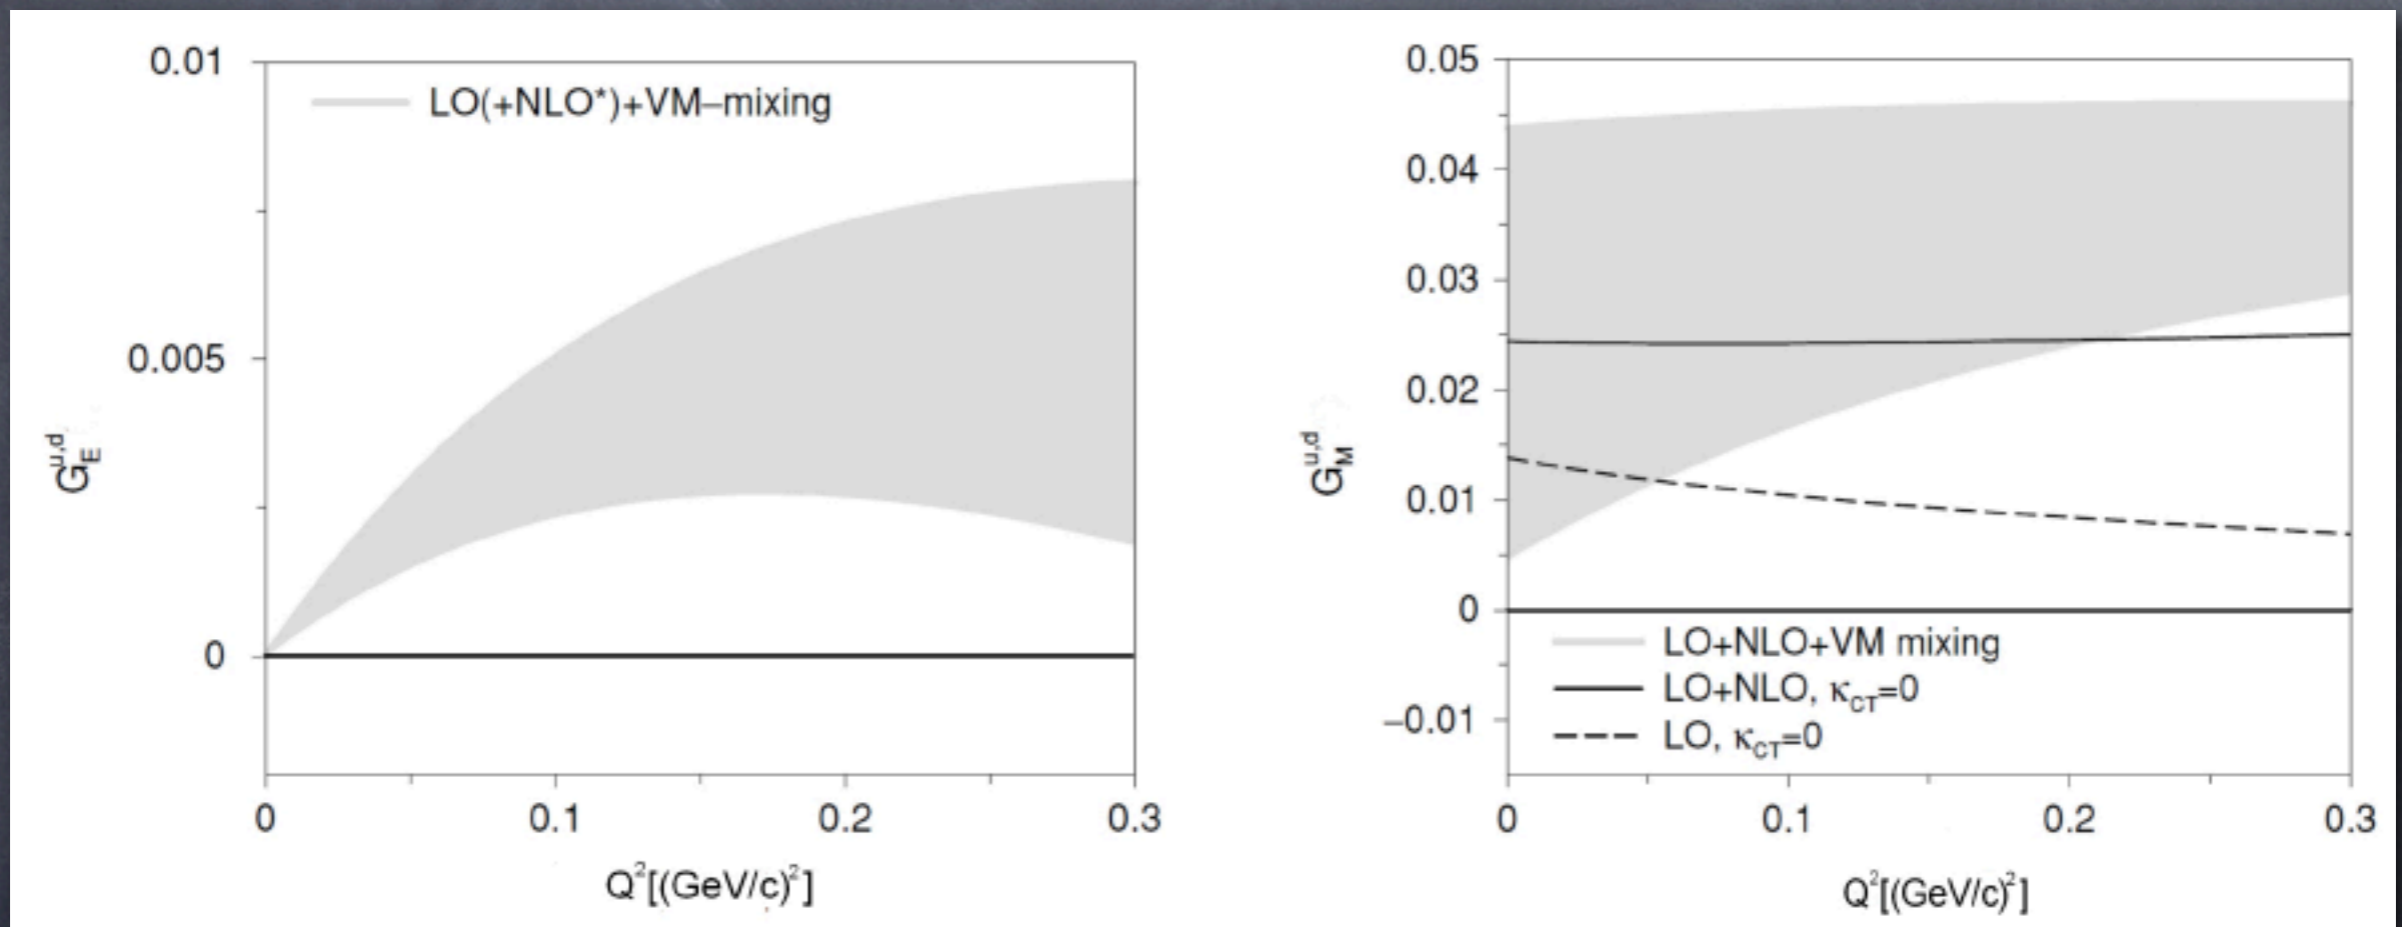 0.01
LO(+NLO*)+VM–mixing
0.005
0
G_E^{u,d}
0 0.1 0.2 0.3
Q²[(GeV/c)²]
0.05
0.04
0.03
0.02
0.01
0
–0.01
G_M^{u,d}
LO+NLO+VM mixing
LO+NLO, κ_CT=0
LO, κ_CT=0
0 0.1 0.2 0.3
Q²[(GeV/c)²]